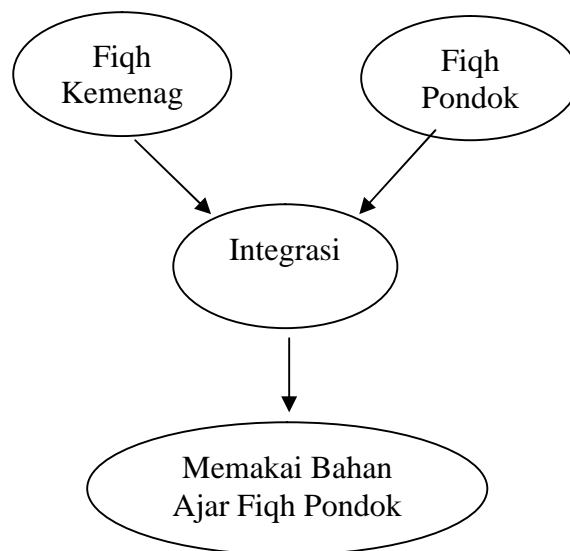 Fiqh
Kemenag
Fiqh
Pondok
Integrasi
Memakai Bahan
Ajar Fiqh Pondok